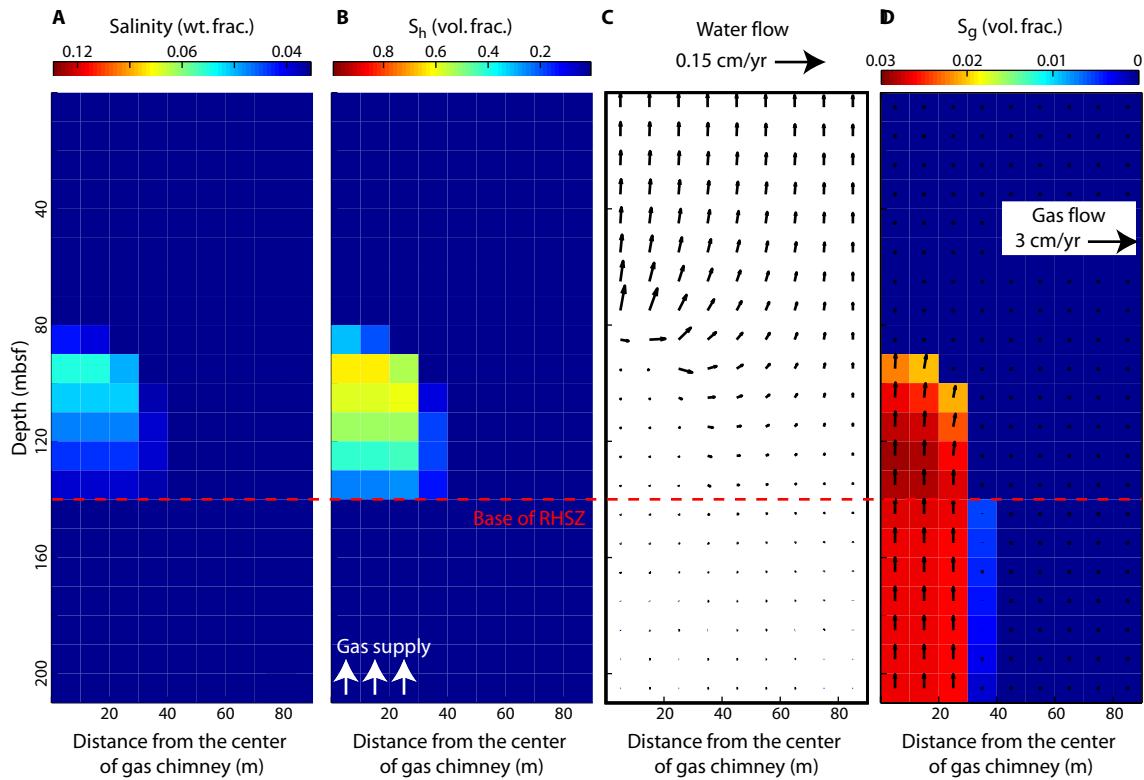 A
Salinity (wt. frac.)
0.12
0.06
0.04
B
Sh (vol. frac.)
0.8
0.6
0.4
0.2
C
Water flow
0.15 cm/yr
D
Sg (vol. frac.)
0.03
0.02
0.01
0
Depth (mbsf)
40
80
120
160
200
Gas flow
3 cm/yr
Base of RHSZ
Gas supply
20
40
60
80
20
40
60
80
20
40
60
80
20
40
60
80
Distance from the center
of gas chimney (m)
Distance from the center
of gas chimney (m)
Distance from the center
of gas chimney (m)
Distance from the center
of gas chimney (m)